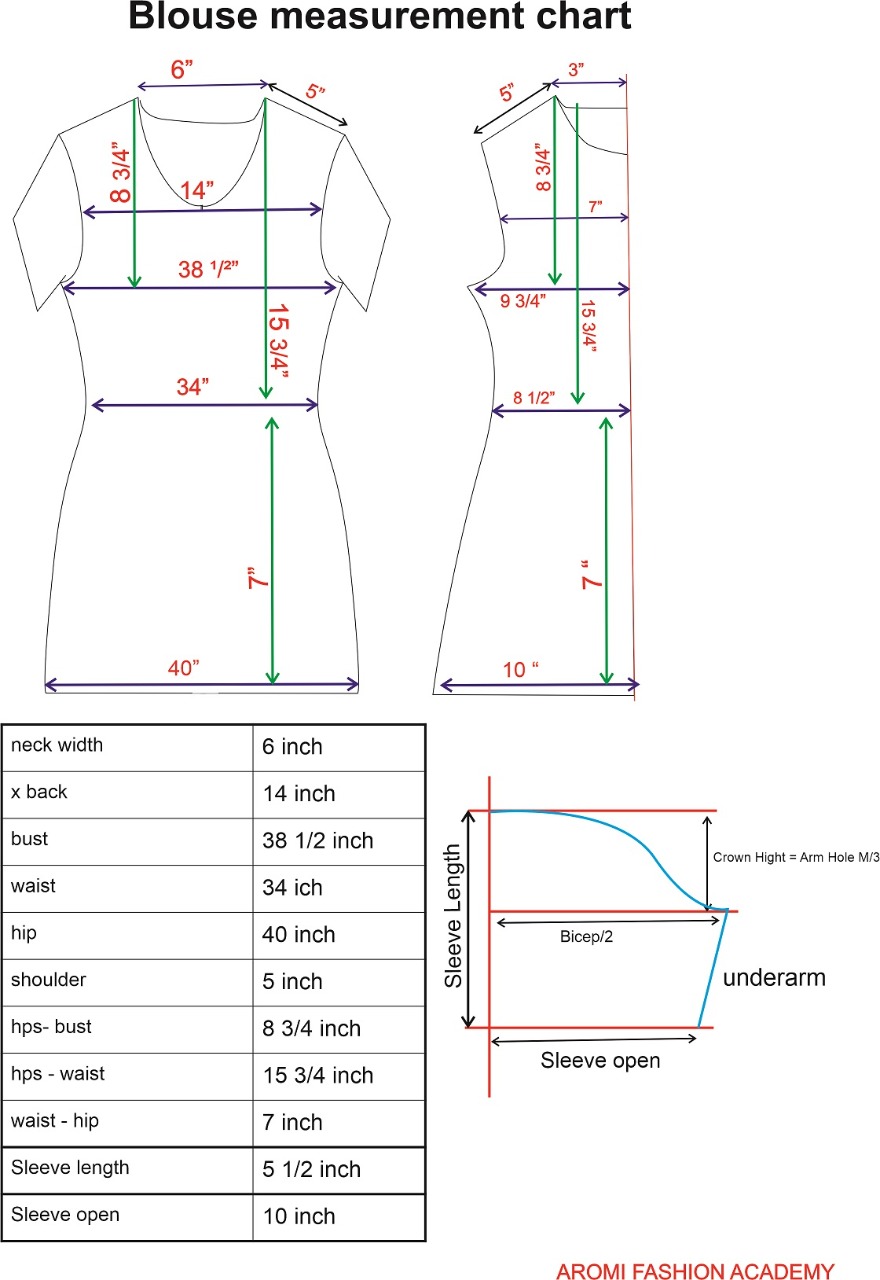 Blouse measurement chart
6”
5”
8 3/4”
14”
38 ½”
15 3/4”
34”
7”
40”
3”
5”
8 3/4”
7”
9 3/4”
15 3/4”
8 1/2”
7 “
10 “
neck width 6 inch
x back 14 inch
bust 38 1/2 inch
waist 34 ich
hip 40 inch
shoulder 5 inch
hps- bust 8 3/4 inch
hps - waist 15 3/4 inch
waist - hip 7 inch
Sleeve length 5 1/2 inch
Sleeve open 10 inch
Sleeve Length
Crown Hight = Arm Hole M/3
Bicep/2
underarm
Sleeve open
AROMI FASHION ACADEMY